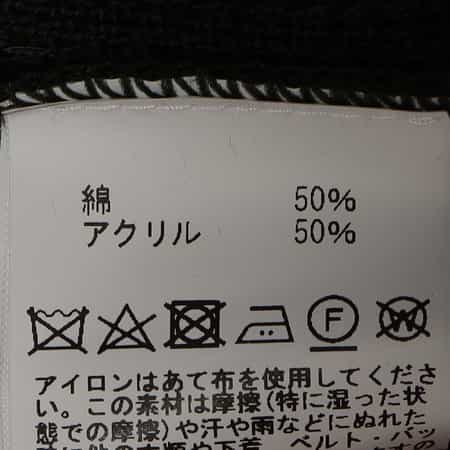 綿 50%
アクリル 50%
F W
アイロンはあて布を使用してくださ
い。この素材は摩擦(特に湿った状
態での摩擦)や汗や雨などにぬれた
ベルト・バッ